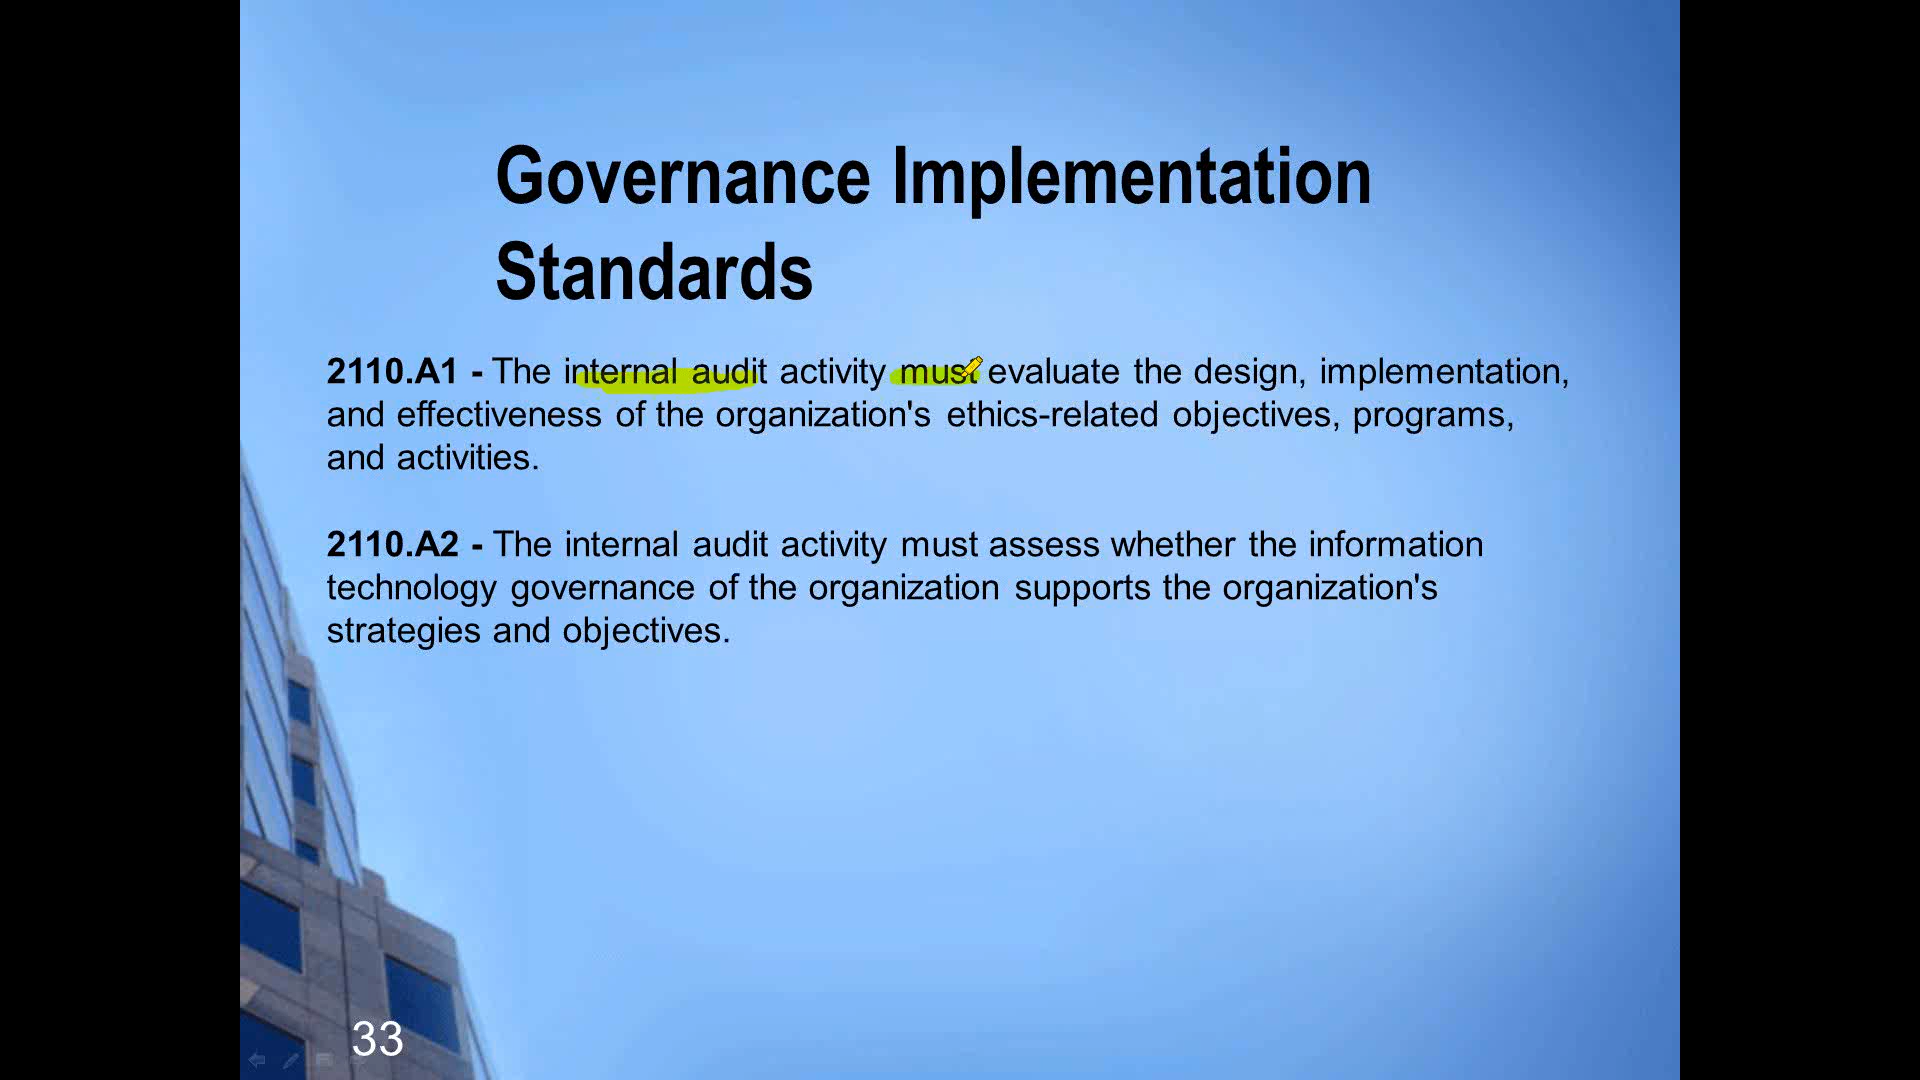 Governance Implementation
Standards
2110.A1 - The internal audit activity must evaluate the design, implementation,
and effectiveness of the organization's ethics-related objectives, programs,
and activities.
2110.A2 - The internal audit activity must assess whether the information
technology governance of the organization supports the organization's
strategies and objectives.
33